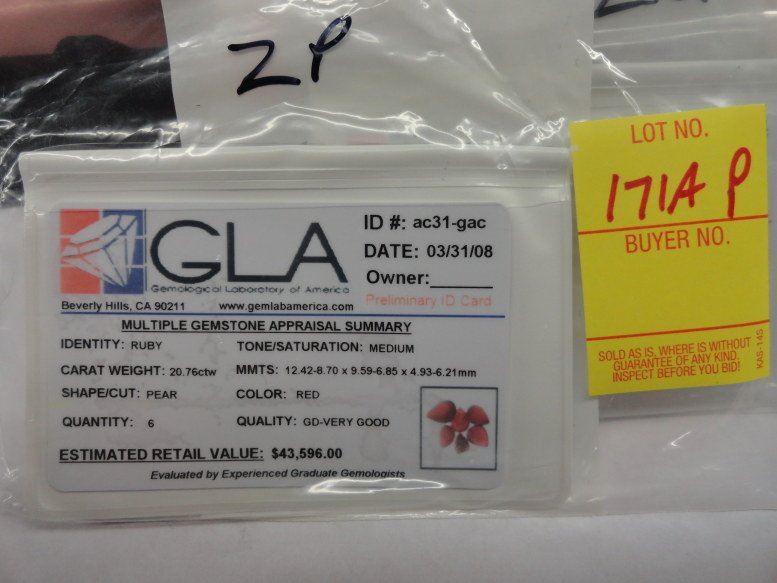 ZP
LOT NO.
171A P
BUYER NO.
SOLD AS IS, WHERE IS WITHOUT
GUARANTEE OF ANY KIND.
INSPECT BEFORE YOU BID!
KAS-14S
GLA
Gemological Laboratory of America
Beverly Hills, CA 90211 www.gemlabamerica.com
ID #: ac31-gac
DATE: 03/31/08
Owner:______
Preliminary ID Card
MULTIPLE GEMSTONE APPRAISAL SUMMARY
IDENTITY: RUBY TONE/SATURATION: MEDIUM
CARAT WEIGHT: 20.76ctw MMTS: 12.42-8.70 x 9.59-6.85 x 4.93-6.21mm
SHAPE/CUT: PEAR COLOR: RED
QUANTITY: 6 QUALITY: GD-VERY GOOD
ESTIMATED RETAIL VALUE: $43,596.00
Evaluated by Experienced Graduate Gemologists